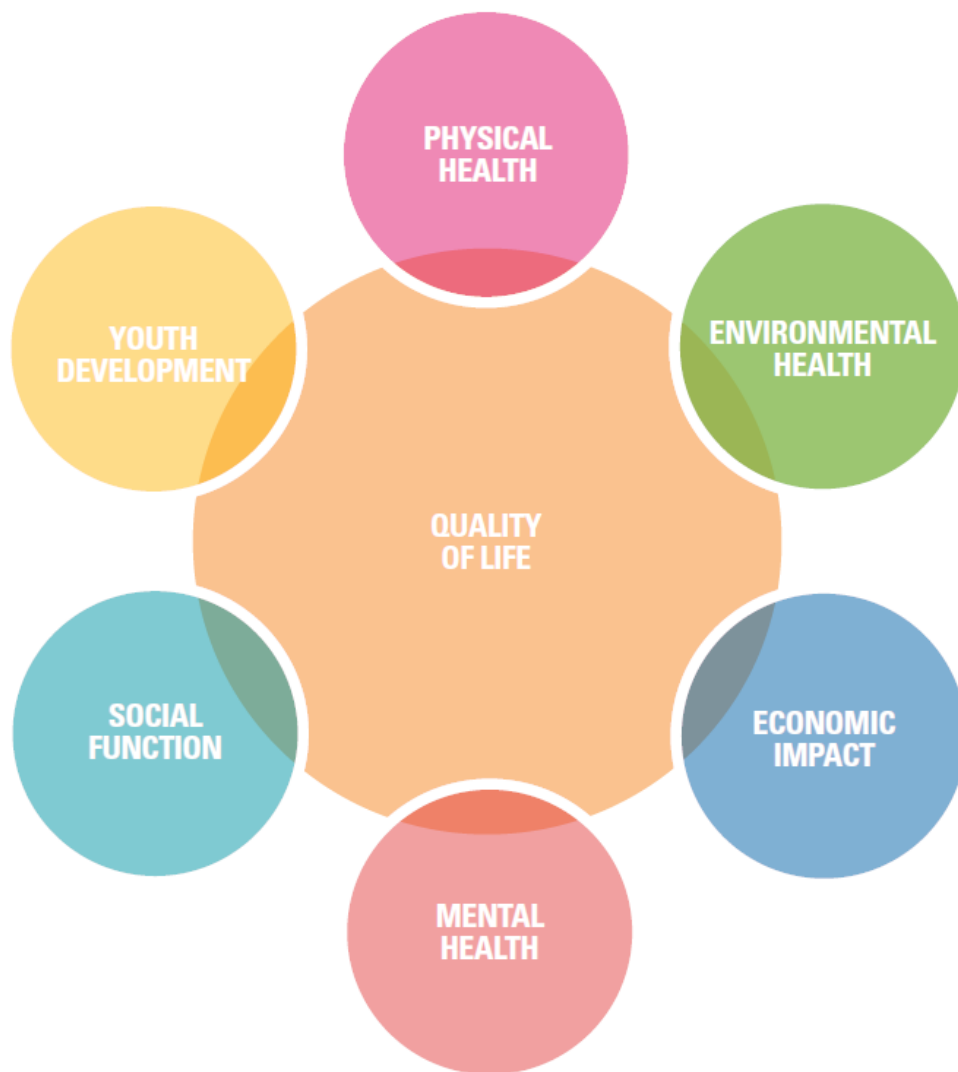 PHYSICAL
HEALTH
YOUTH
DEVELOPMENT
ENVIRONMENTAL
HEALTH
QUALITY
OF LIFE
SOCIAL
FUNCTION
ECONOMIC
IMPACT
MENTAL
HEALTH